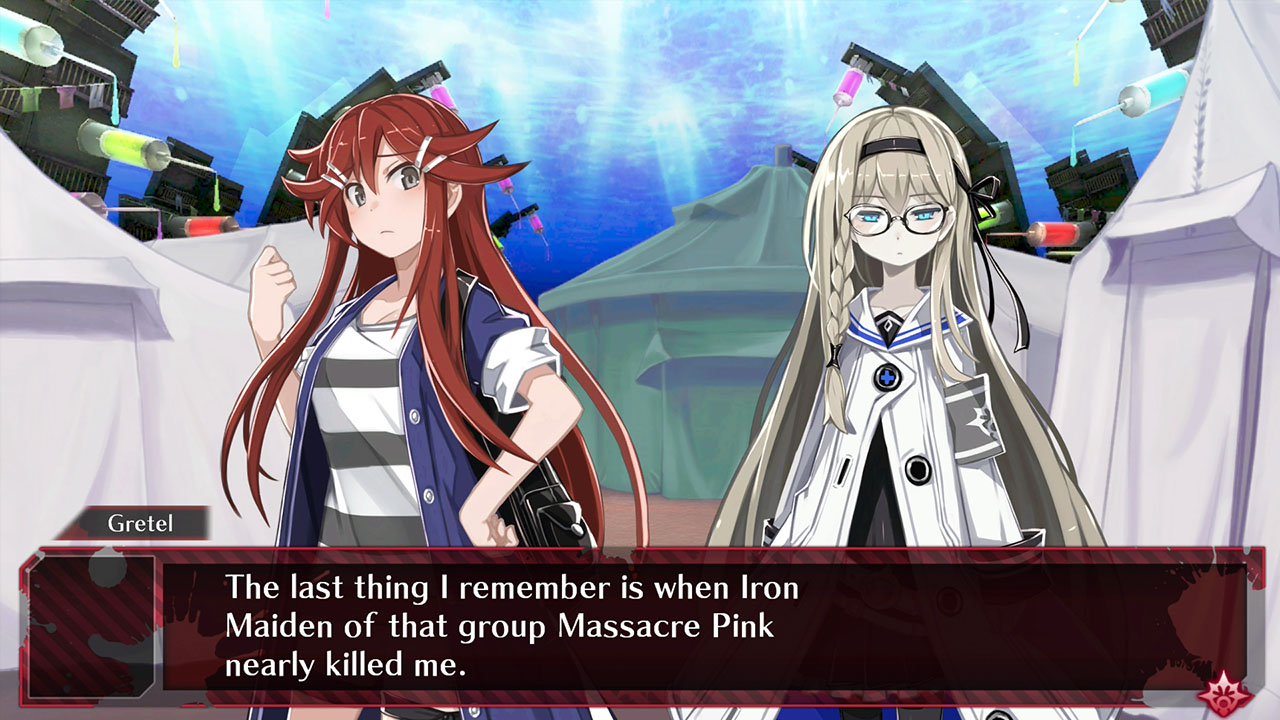 Gretel
The last thing I remember is when Iron
Maiden of that group Massacre Pink
nearly killed me.